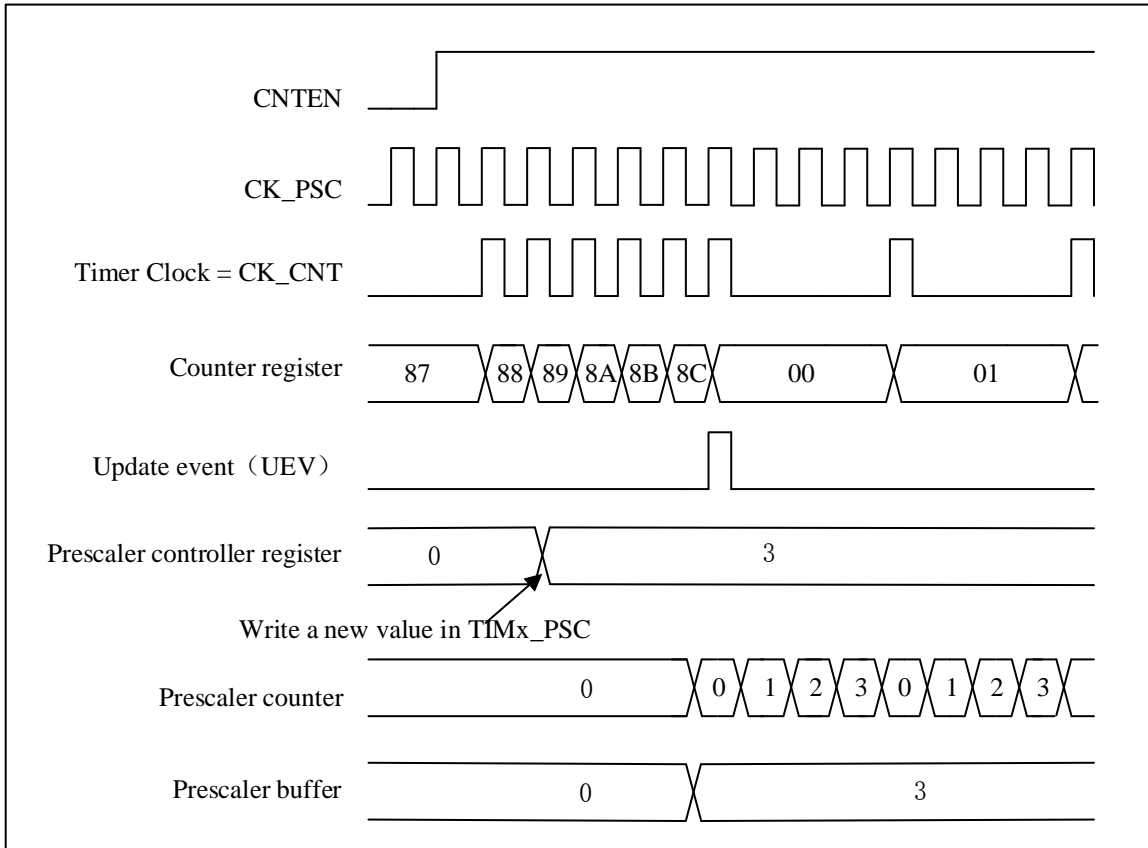 CNTEN
CK_PSC
Timer Clock = CK_CNT
Counter register 87 88 89 8A 8B 8C 00 01
Update event（UEV）
Prescaler controller register 0 3
Write a new value in TIMx_PSC
Prescaler counter 0 0 1 2 3 0 1 2 3
Prescaler buffer 0 3